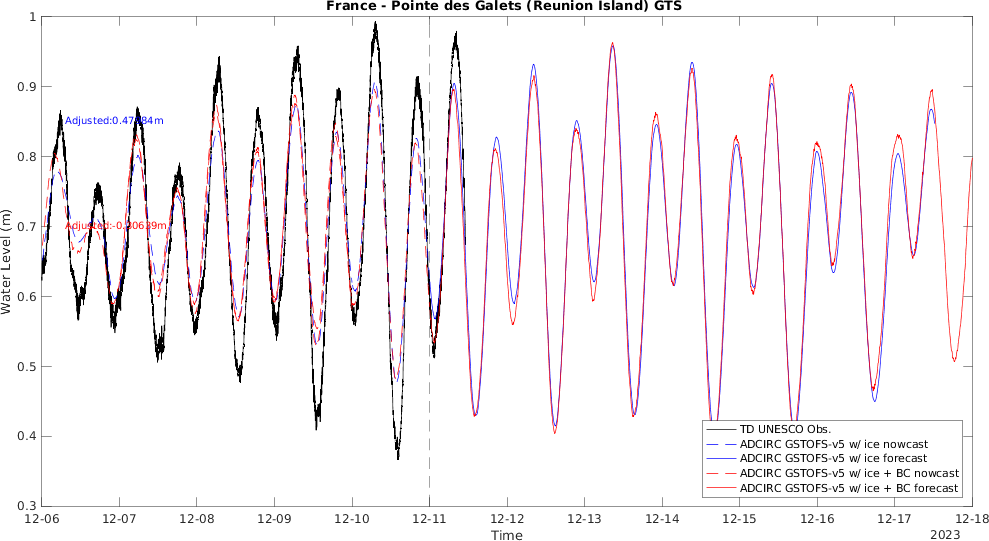 France - Pointe des Galets (Reunion Island) GTS
Water Level (m)
1
0.9
0.8
0.7
0.6
0.5
0.4
0.3
Adjusted:0.47484m
Adjusted:-0.30639m
TD UNESCO Obs.
ADCIRC GSTOFS-v5 w/ ice nowcast
ADCIRC GSTOFS-v5 w/ ice forecast
ADCIRC GSTOFS-v5 w/ ice + BC nowcast
ADCIRC GSTOFS-v5 w/ ice + BC forecast
12-06 12-07 12-08 12-09 12-10 12-11 12-12 12-13 12-14 12-15 12-16 12-17 12-18
Time
2023